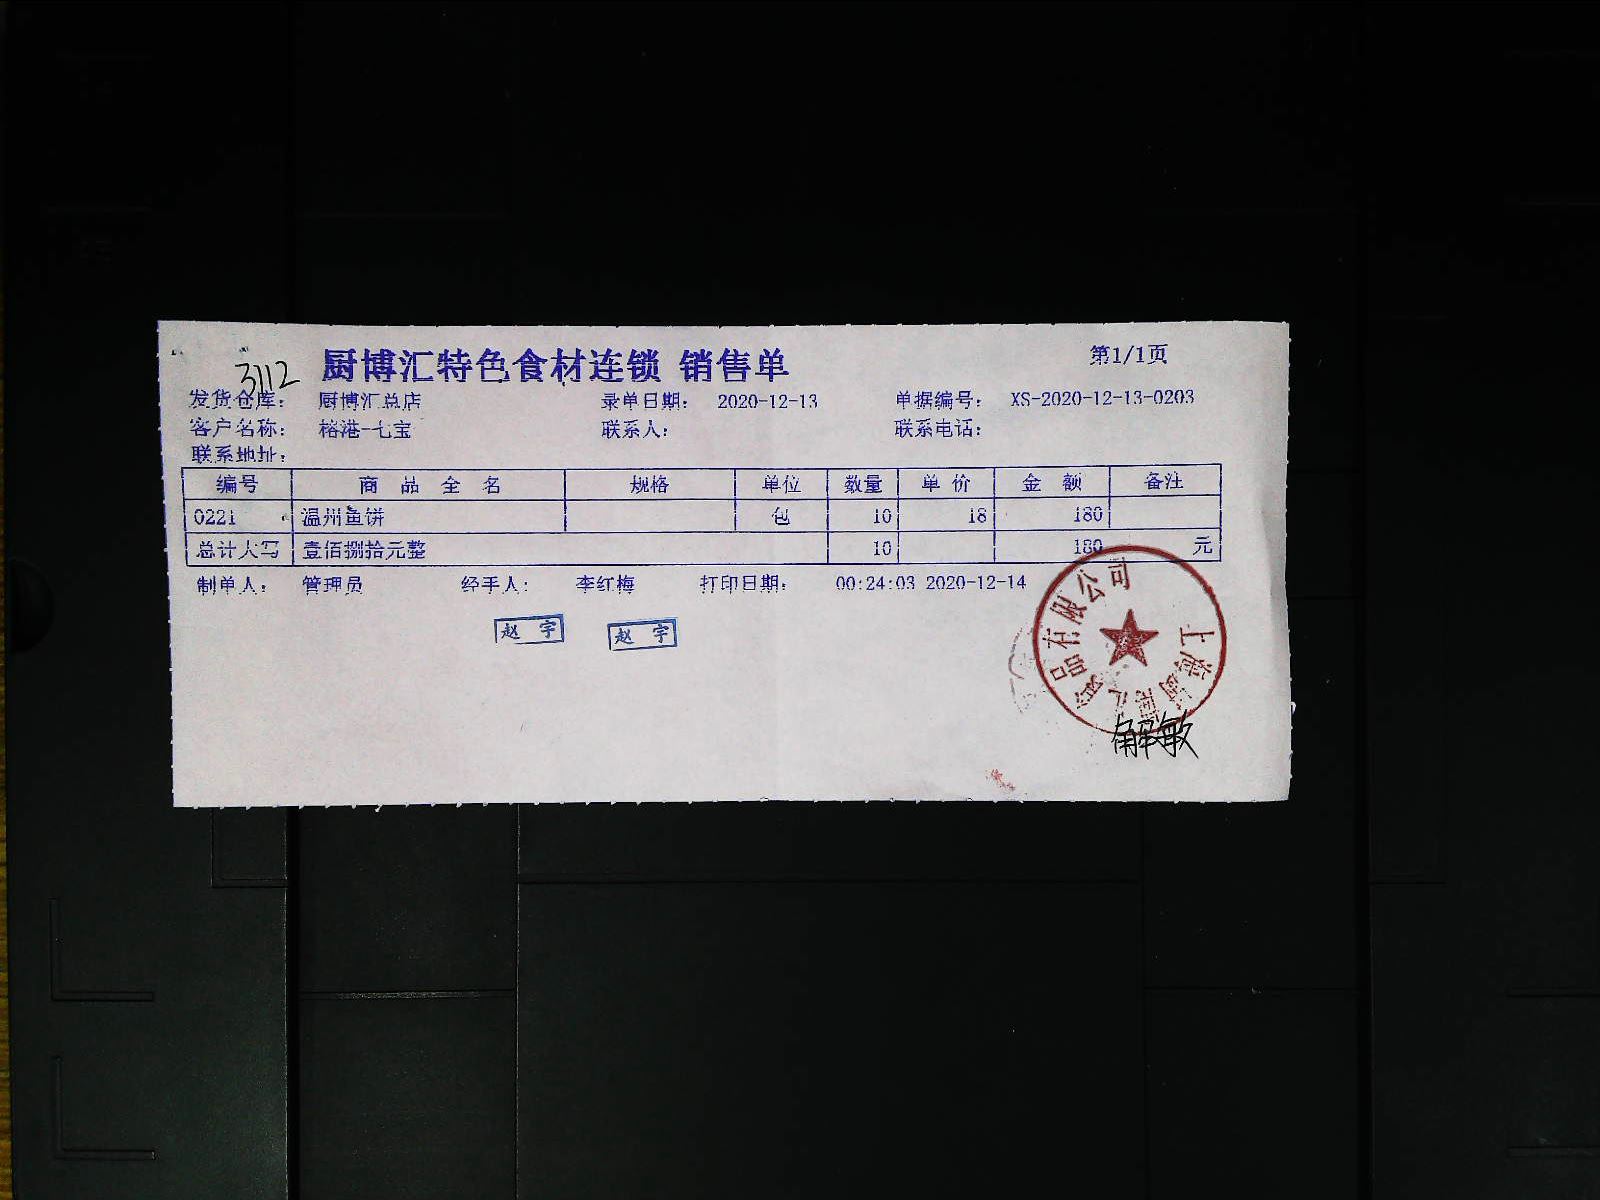 厨博汇特色食材连锁 销售单
第1/1页
3112
发货仓库： 厨博汇总店 录单日期： 2020-12-13 单据编号： XS-2020-12-13-0203
客户名称： 榕港-七宝 联系人： 联系电话：
联系地址：
编号 商品全名 规格 单位 数量 单价 金额 备注
0221 温州鱼饼 包 10 18 180
总计大写 壹佰捌拾元整 10 180 元
制单人： 管理员 经手人： 李红梅 打印日期： 00:24:03 2020-12-14
赵宇 赵宇
解敏